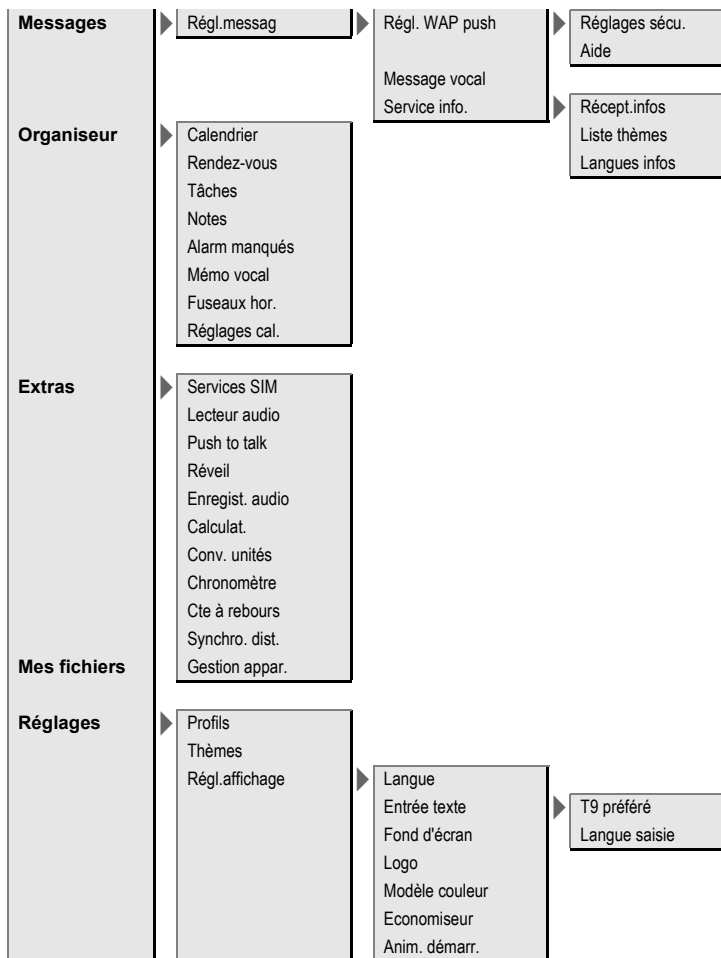 Messages
Régl.messag
Régl. WAP push
Réglages sécu.
Aide
Message vocal
Service info.
Récept.infos
Liste thèmes
Langues infos
Organiseur
Calendrier
Rendez-vous
Tâches
Notes
Alarm manqués
Mémo vocal
Fuseaux hor.
Réglages cal.
Extras
Services SIM
Lecteur audio
Push to talk
Réveil
Enregist. audio
Calculat.
Conv. unités
Chronomètre
Cte à rebours
Synchro. dist.
Gestion appar.
Mes fichiers
Réglages
Profils
Thèmes
Régl.affichage
Langue
Entrée texte
T9 préféré
Langue saisie
Fond d'écran
Logo
Modèle couleur
Economiseur
Anim. démarr.